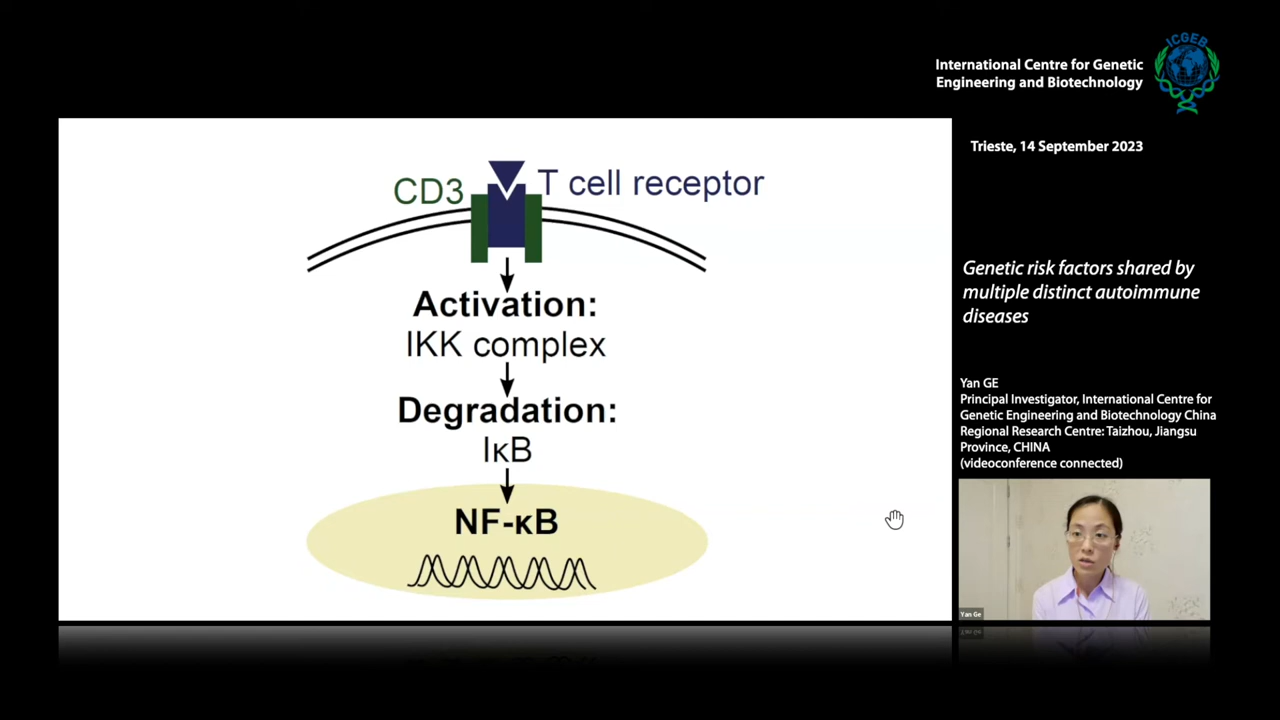 ICGEB
International Centre for Genetic
Engineering and Biotechnology
Trieste, 14 September 2023
CD3
T cell receptor
Activation:
IKK complex
Degradation:
IκB
NF-κB
Genetic risk factors shared by
multiple distinct autoimmune
diseases
Yan GE
Principal Investigator, International Centre for
Genetic Engineering and Biotechnology China
Regional Research Centre: Taizhou, Jiangsu
Province, CHINA
(videoconference connected)
Yan Ge